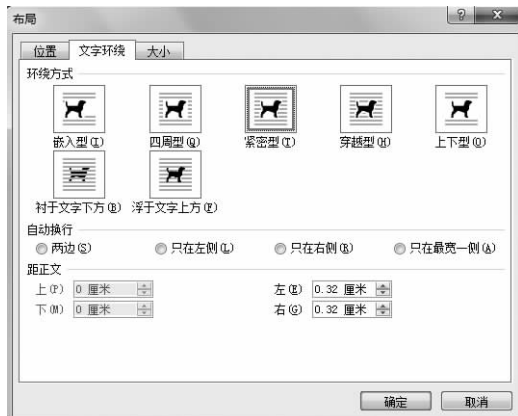 布局
位置 文字环绕 大小
环绕方式
嵌入型(I) 四周型(Q) 紧密型(T) 穿越型(H) 上下型(O)
衬于文字下方(B) 浮于文字上方(F)
自动换行
两边(S) 只在左侧(L) 只在右侧(R) 只在最宽一侧(A)
距正文
上(P) 0 厘米 左(E) 0.32 厘米
下(M) 0 厘米 右(G) 0.32 厘米
确定 取消